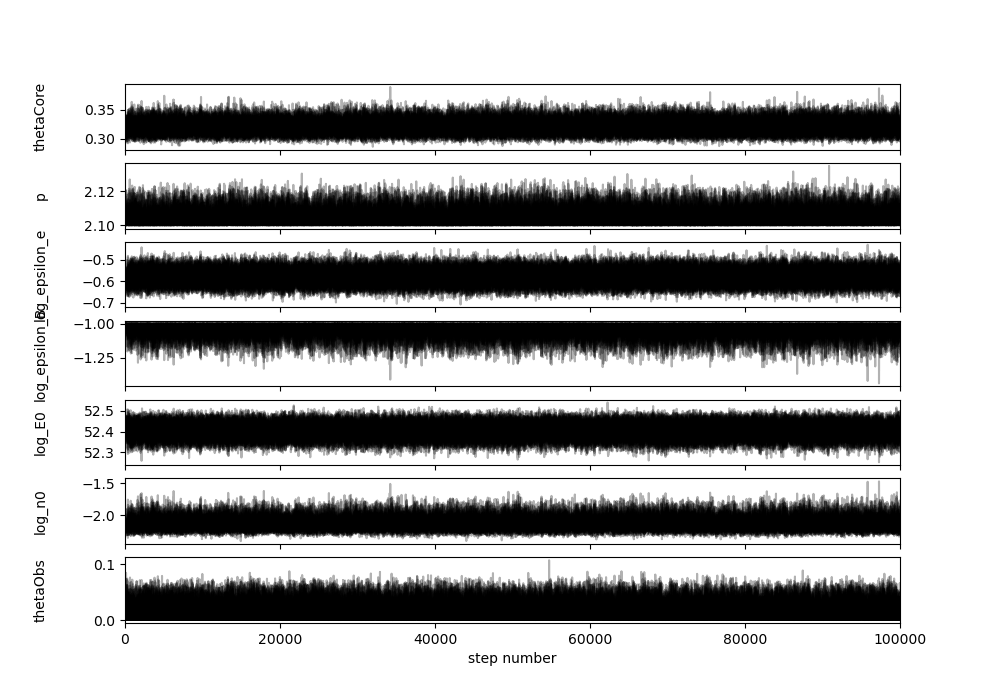 thetaCore
0.35
0.30
p
2.12
2.10
log_epsilon_e
−0.5
−0.6
−0.7
log_epsilon_B
−1.00
−1.25
log_E0
52.5
52.4
52.3
log_n0
−1.5
−2.0
thetaObs
0.1
0.0
0 20000 40000 60000 80000 100000
step number